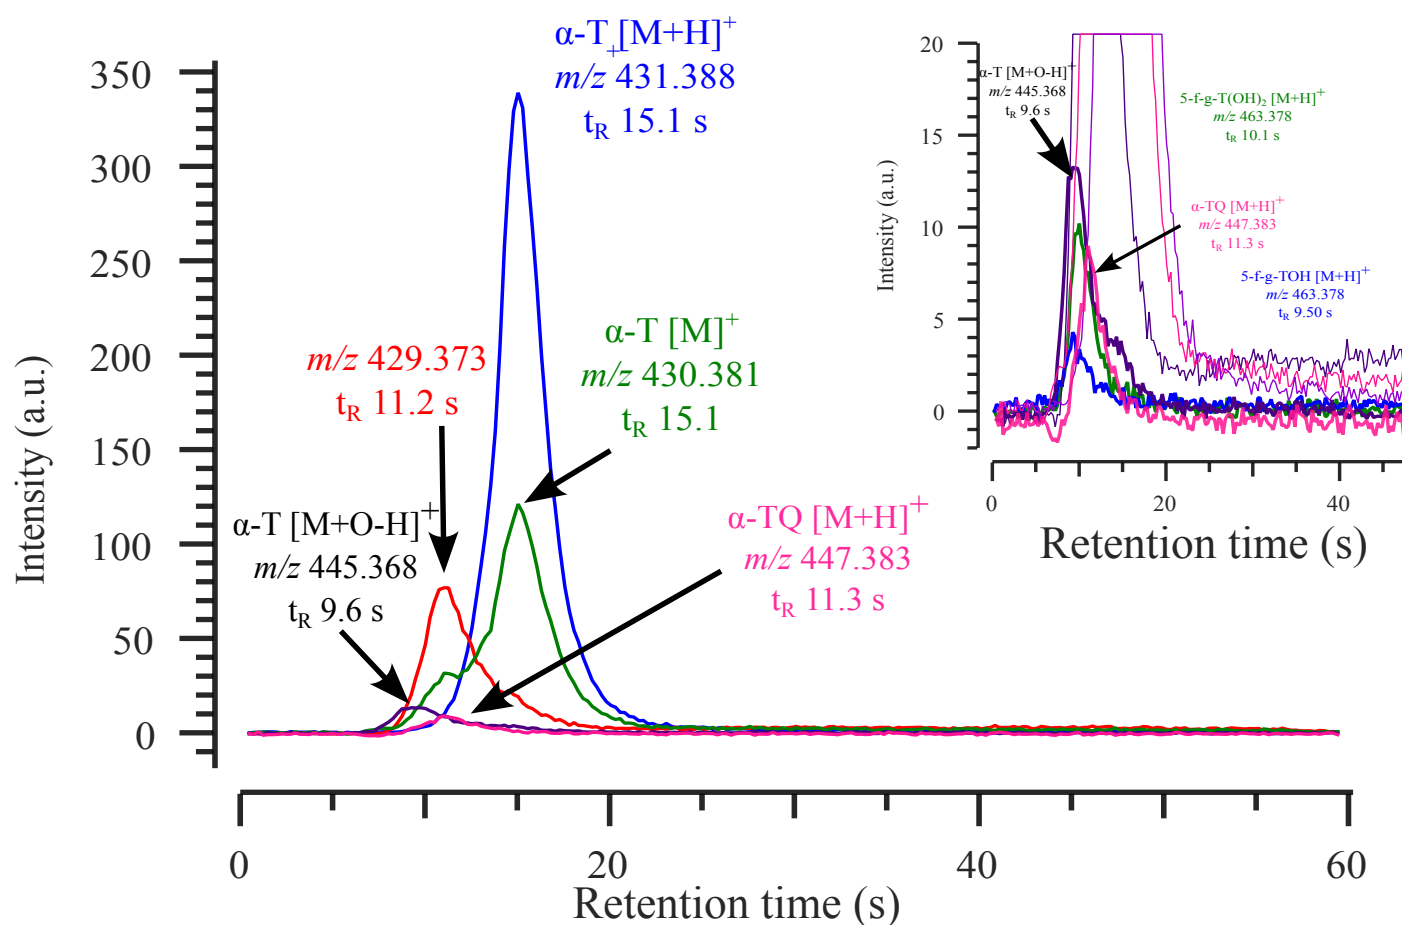 α-T [M+H]⁺
+
m/z 431.388
tR 15.1 s
m/z 429.373
tR 11.2 s
α-T [M]⁺
m/z 430.381
tR 15.1
α-T [M+O-H]⁺
m/z 445.368
tR 9.6 s
α-TQ [M+H]⁺
m/z 447.383
tR 11.3 s
Intensity (a.u.)
350
300
250
200
150
100
50
0
0
20
40
60
Retention time (s)
α-T [M+O-H]⁺
m/z 445.368
tR 9.6 s
5-f-g-T(OH)₂ [M+H]⁺
m/z 463.378
tR 10.1 s
α-TQ [M+H]⁺
m/z 447.383
tR 11.3 s
5-f-g-TOH [M+H]⁺
m/z 463.378
tR 9.50 s
Intensity (a.u.)
20
15
10
5
0
0
20
40
Retention time (s)